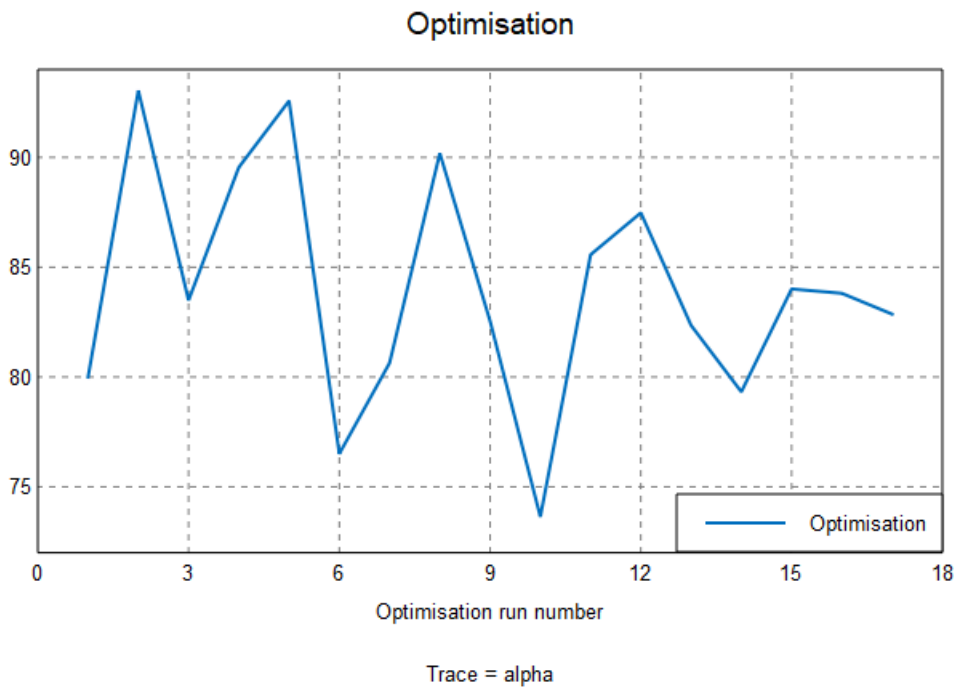 Optimisation
90
85
80
75
Optimisation
0 3 6 9 12 15 18
Optimisation run number
Trace = alpha